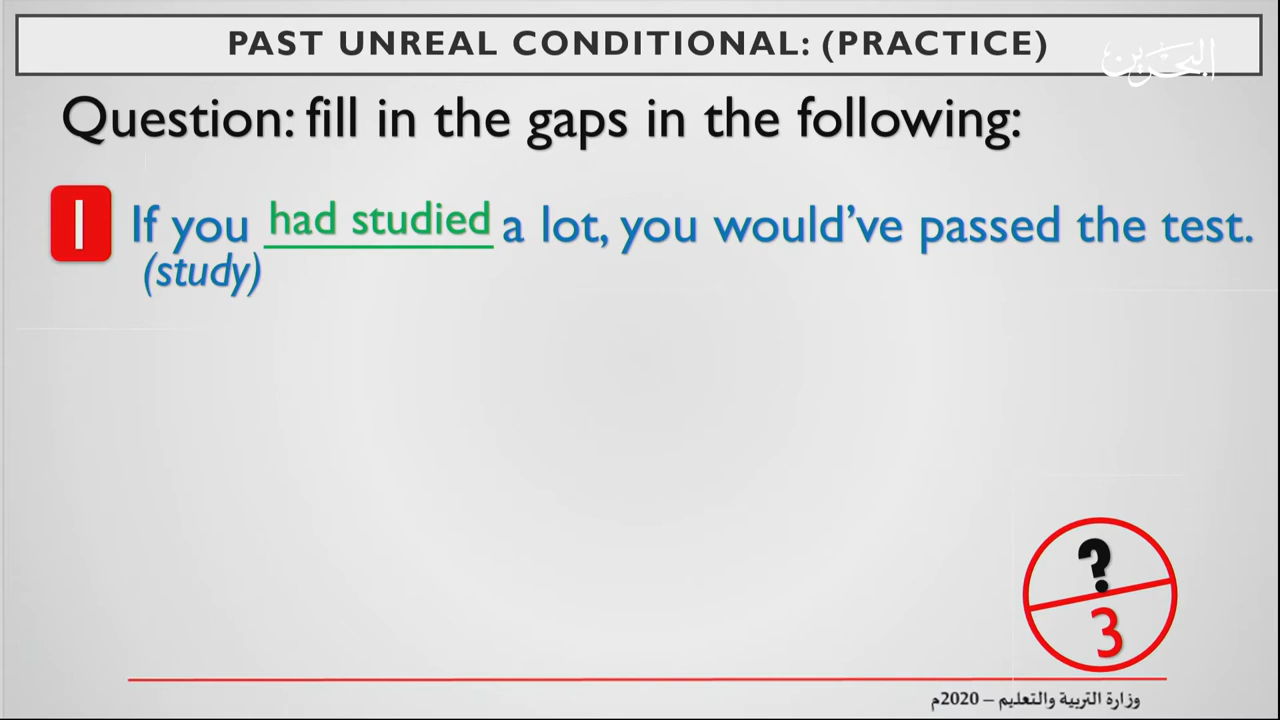 PAST UNREAL CONDITIONAL: (PRACTICE)
البحرين
Question: fill in the gaps in the following:
1 If you had studied a lot, you would've passed the test.
(study)
?
3
وزارة التربية والتعليم – 2020م